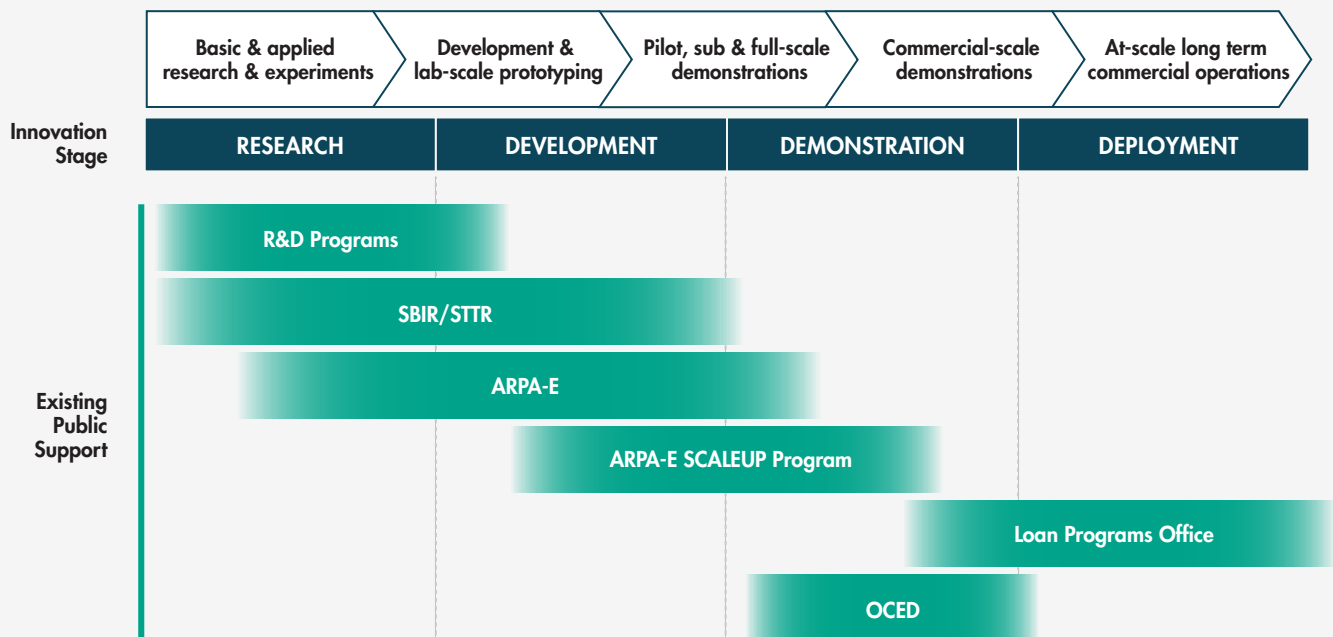 Basic & applied
research & experiments
Development &
lab-scale prototyping
Pilot, sub & full-scale
demonstrations
Commercial-scale
demonstrations
At-scale long term
commercial operations
Innovation
Stage
RESEARCH
DEVELOPMENT
DEMONSTRATION
DEPLOYMENT
Existing
Public
Support
R&D Programs
SBIR/STTR
ARPA-E
ARPA-E SCALEUP Program
Loan Programs Office
OCED